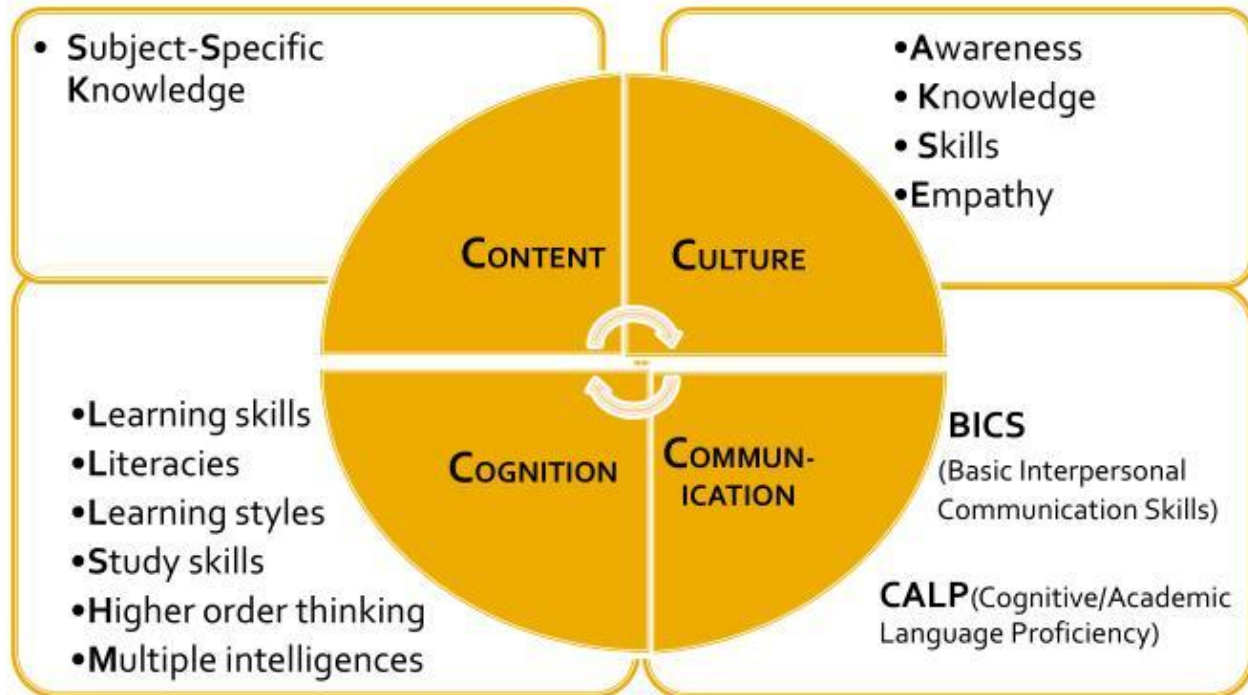 • Subject-Specific
Knowledge
•Awareness
• Knowledge
• Skills
•Empathy
CONTENT
CULTURE
•Learning skills
•Literacies
•Learning styles
•Study skills
•Higher order thinking
•Multiple intelligences
COGNITION
COMMUN-
ICATION
BICS
(Basic Interpersonal
Communication Skills)
CALP(Cognitive/Academic
Language Proficiency)